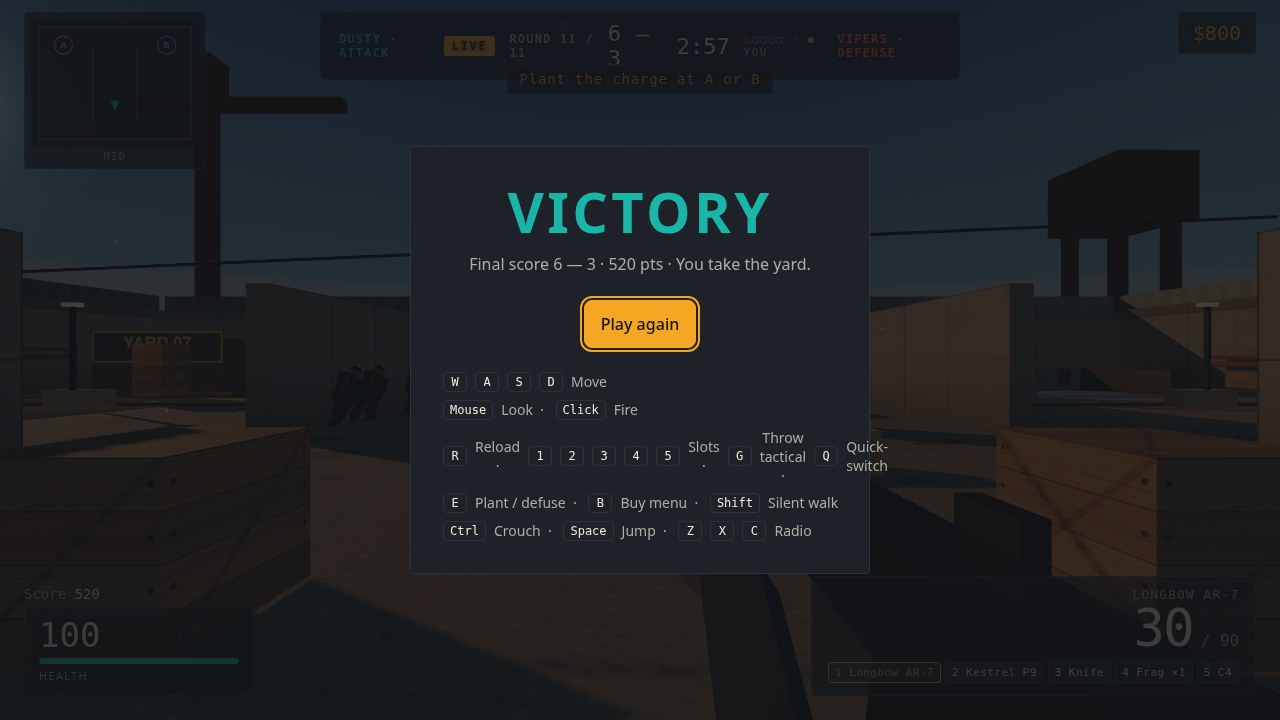 A
B
MID
DUSTY ·
ATTACK
LIVE
ROUND 11 /
11
6 —
3
2:57
YOU
VIPERS ·
DEFENSE
$800
Plant the charge at A or B
YARD 07
VICTORY
Final score 6 — 3 · 520 pts · You take the yard.
Play again
W A S D Move
Mouse Look · Click Fire
R Reload · 1 2 3 4 5 Slots · G Throw tactical · Q Quick-switch
E Plant / defuse · B Buy menu · Shift Silent walk
Ctrl Crouch · Space Jump · Z X C Radio
Score 520
100
HEALTH
LONGBOW AR-7
30 / 90
1 Longbow AR-7 2 Kestrel P9 3 Knife 4 Frag ×1 5 C4